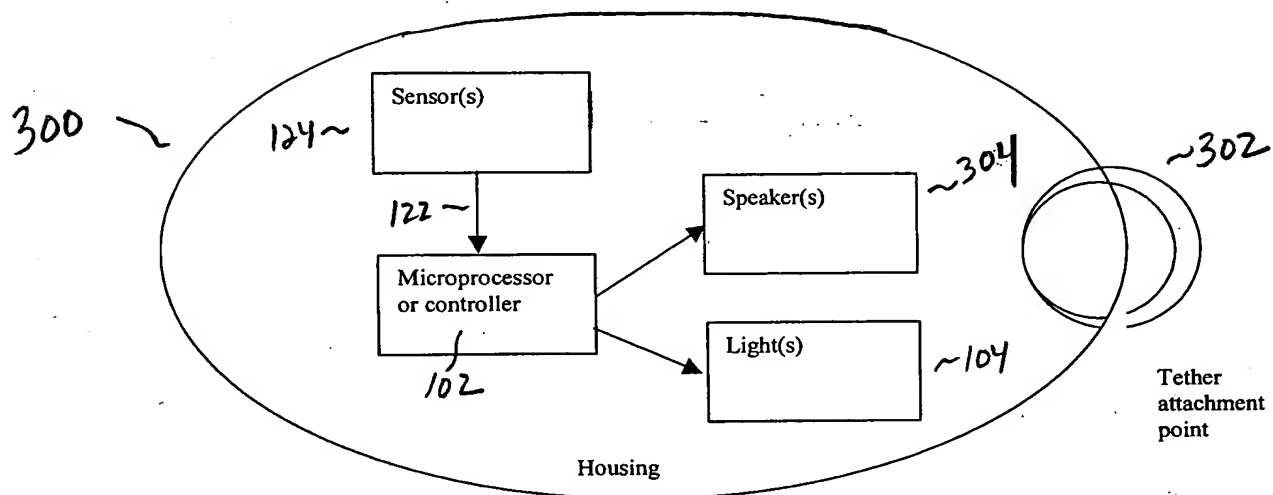 300
Sensor(s)
124~
122~
Microprocessor
or controller
102
Speaker(s)
~304
~302
Light(s)
~104
Tether
attachment
point
Housing